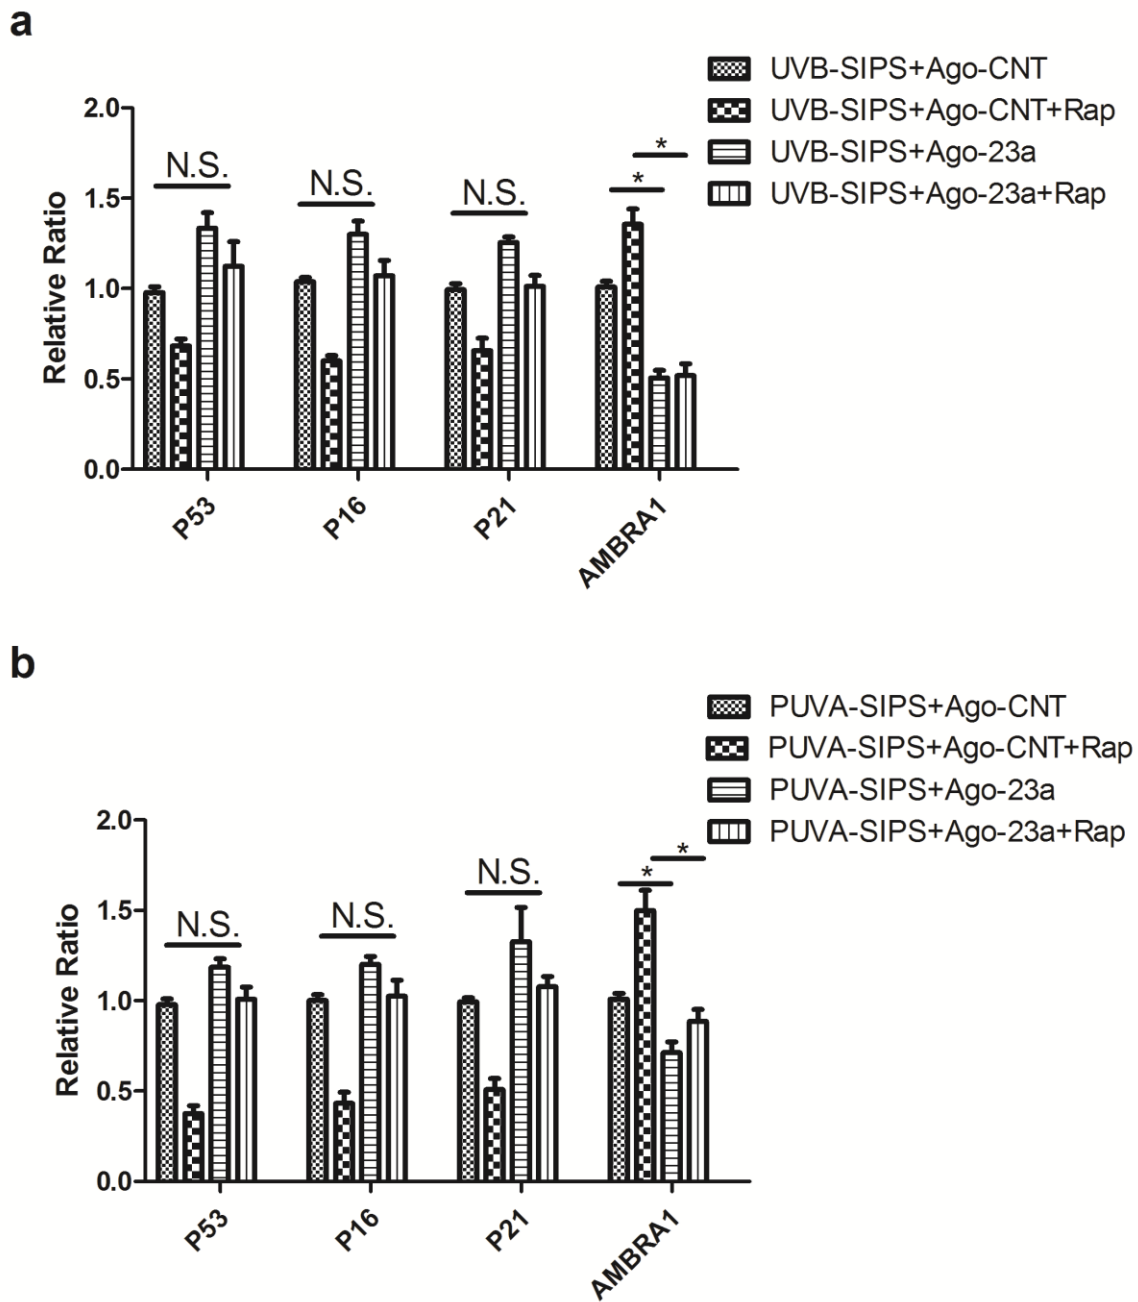 a
UVB-SIPS+Ago-CNT
UVB-SIPS+Ago-CNT+Rap
UVB-SIPS+Ago-23a
UVB-SIPS+Ago-23a+Rap
2.0
1.5
1.0
0.5
0.0
Relative Ratio
N.S.
N.S.
N.S.
*
*
P53
P16
P21
AMBRA1
b
PUVA-SIPS+Ago-CNT
PUVA-SIPS+Ago-CNT+Rap
PUVA-SIPS+Ago-23a
PUVA-SIPS+Ago-23a+Rap
2.0
1.5
1.0
0.5
0.0
Relative Ratio
N.S.
N.S.
N.S.
*
*
P53
P16
P21
AMBRA1